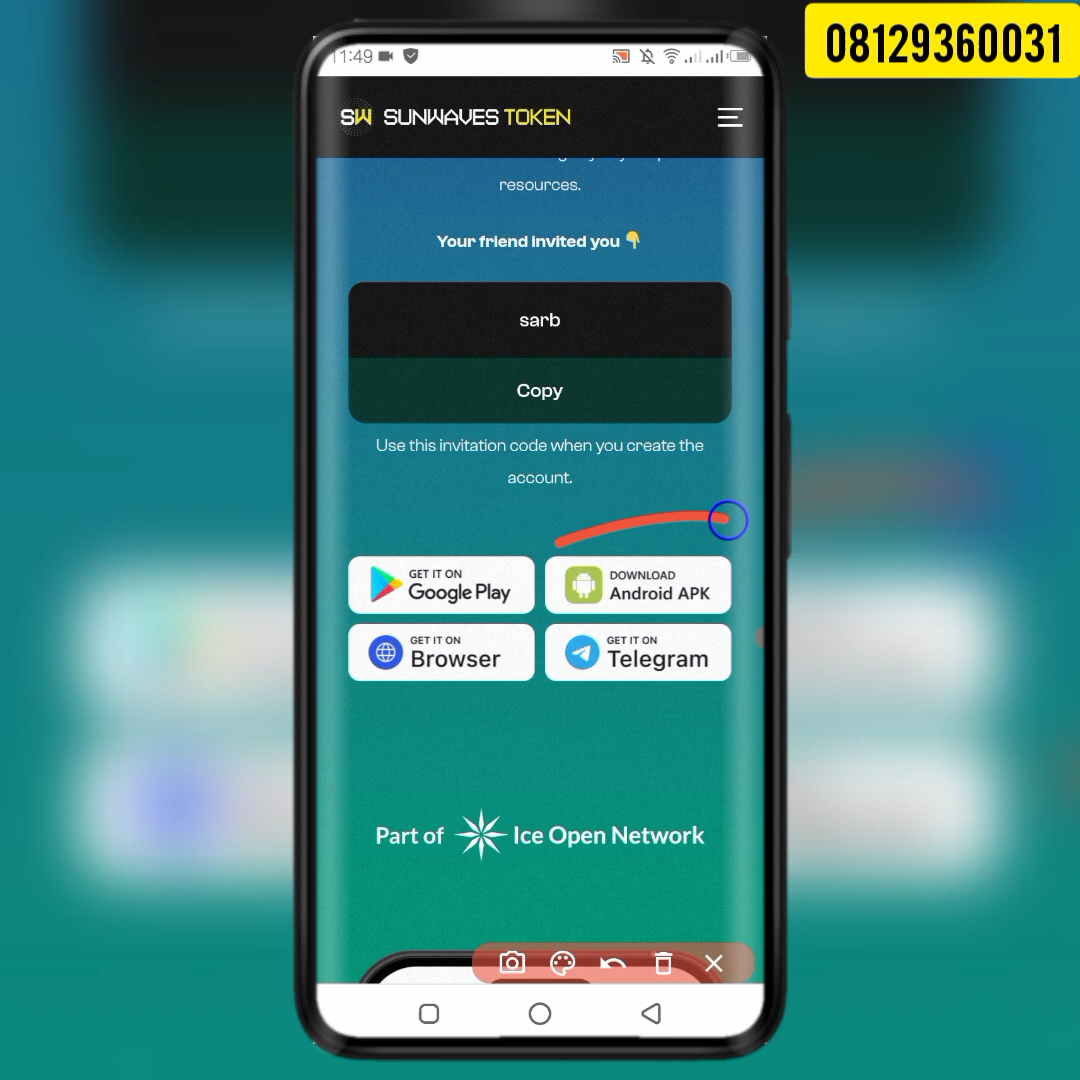 08129360031
11:49
SW SUNWAVES TOKEN
resources.
Your friend invited you 👇
sarb
Copy
Use this invitation code when you create the
account.
GET IT ON
Google Play
DOWNLOAD
Android APK
GET IT ON
Browser
GET IT ON
Telegram
Part of Ice Open Network